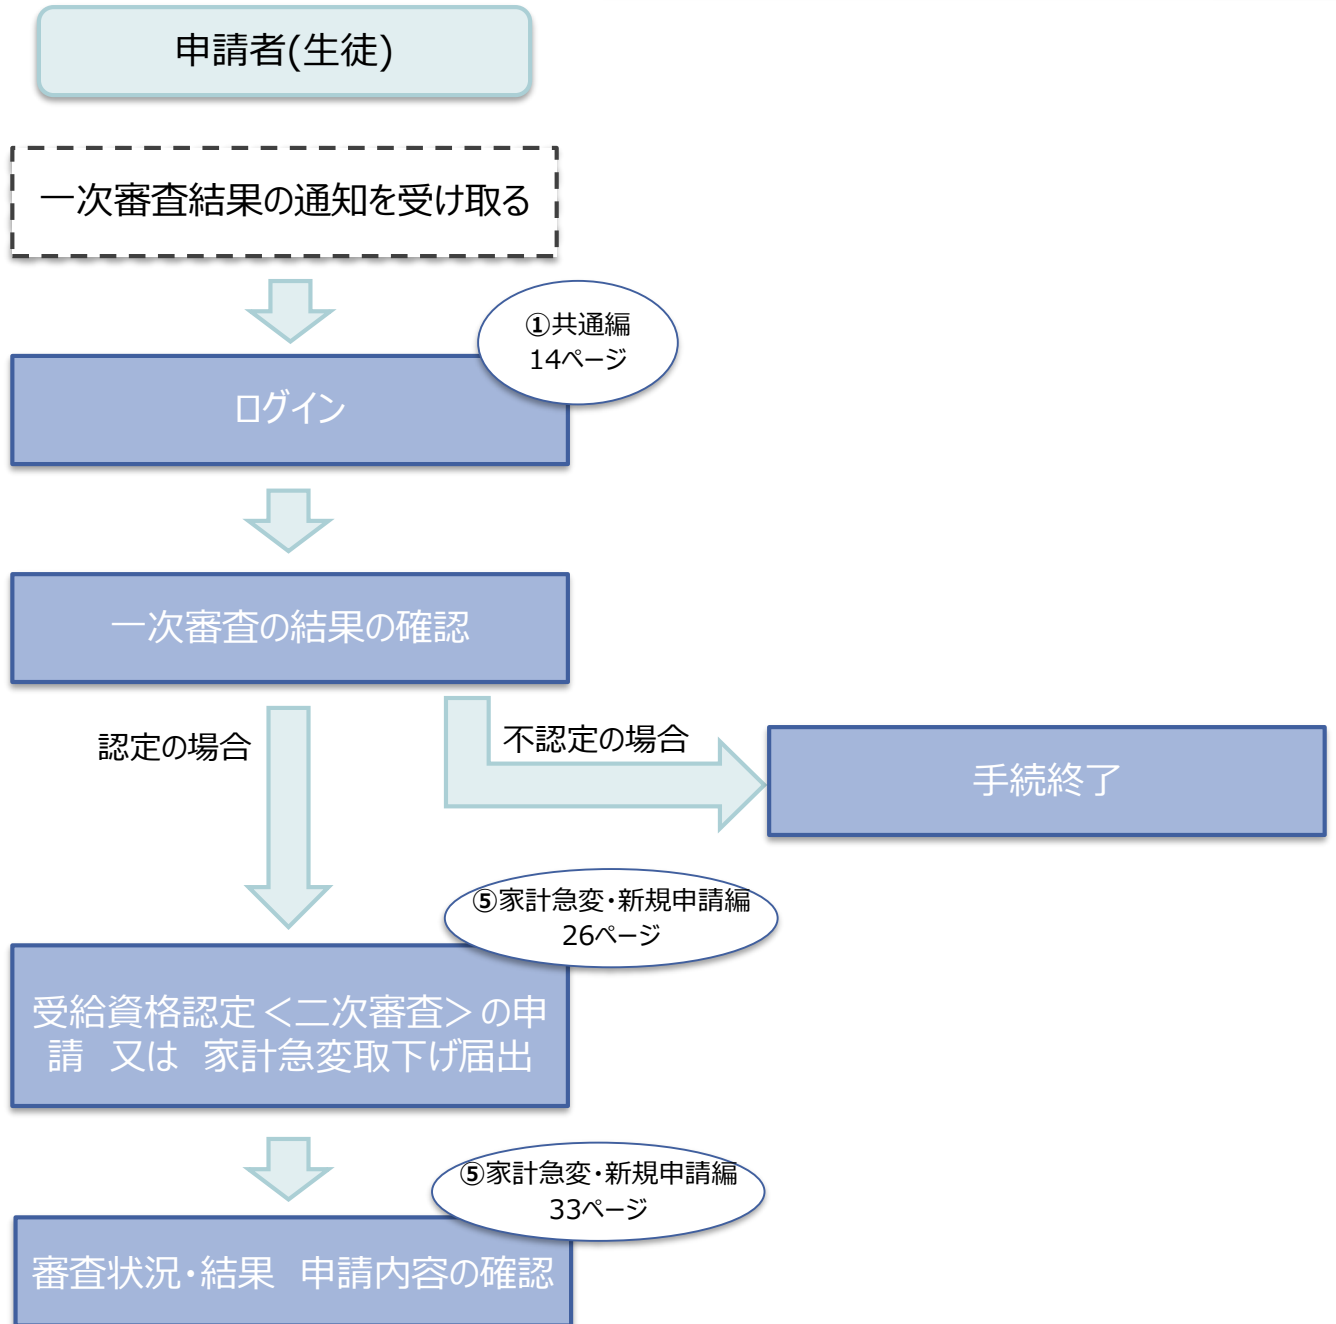 申請者(生徒)
一次審査結果の通知を受け取る
①共通編
14ページ
ログイン
一次審査の結果の確認
認定の場合
不認定の場合
手続終了
⑤家計急変・新規申請編
26ページ
受給資格認定＜二次審査＞の申
請　又は　家計急変取下げ届出
⑤家計急変・新規申請編
33ページ
審査状況・結果　申請内容の確認